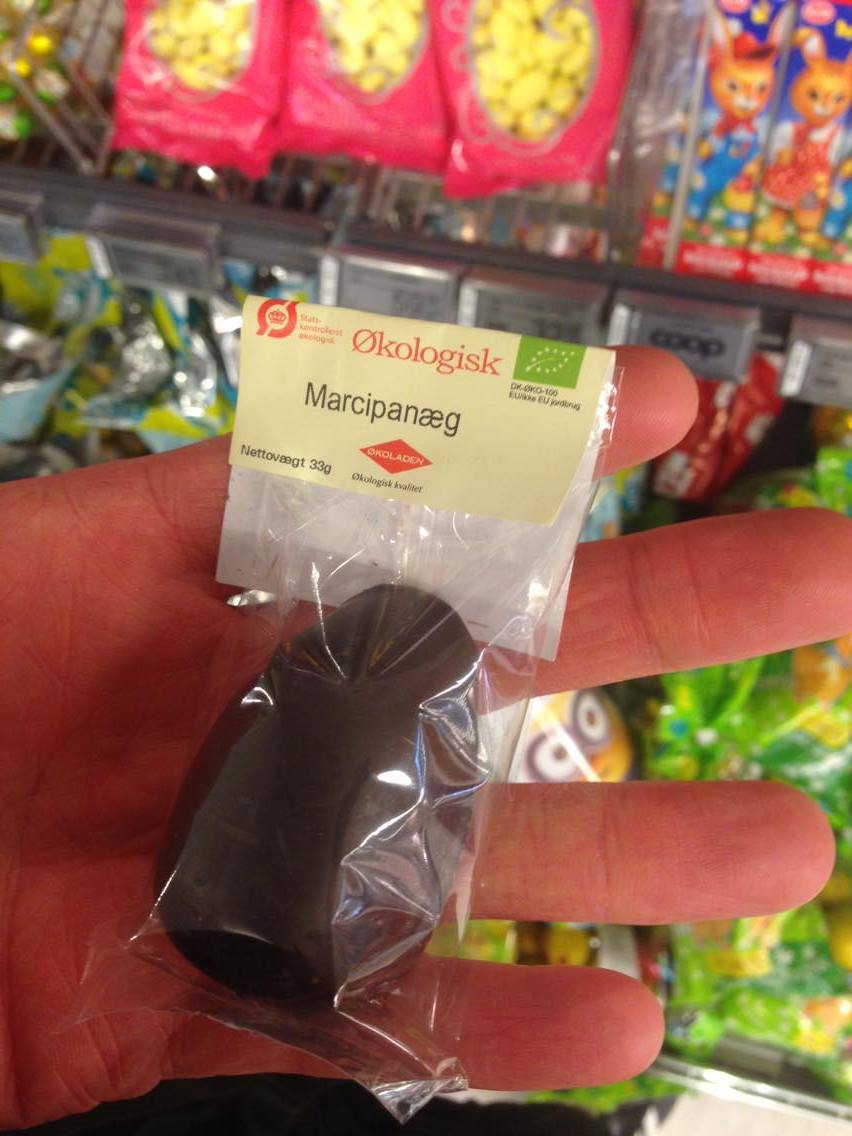 Stats-
kontrolleret
økologisk
Økologisk
DK-ØKO-100
EU/ikke EU jordbrug
Marcipanæg
Nettovægt 33g
ØKOLADEN
Økologisk kvalitet
coop